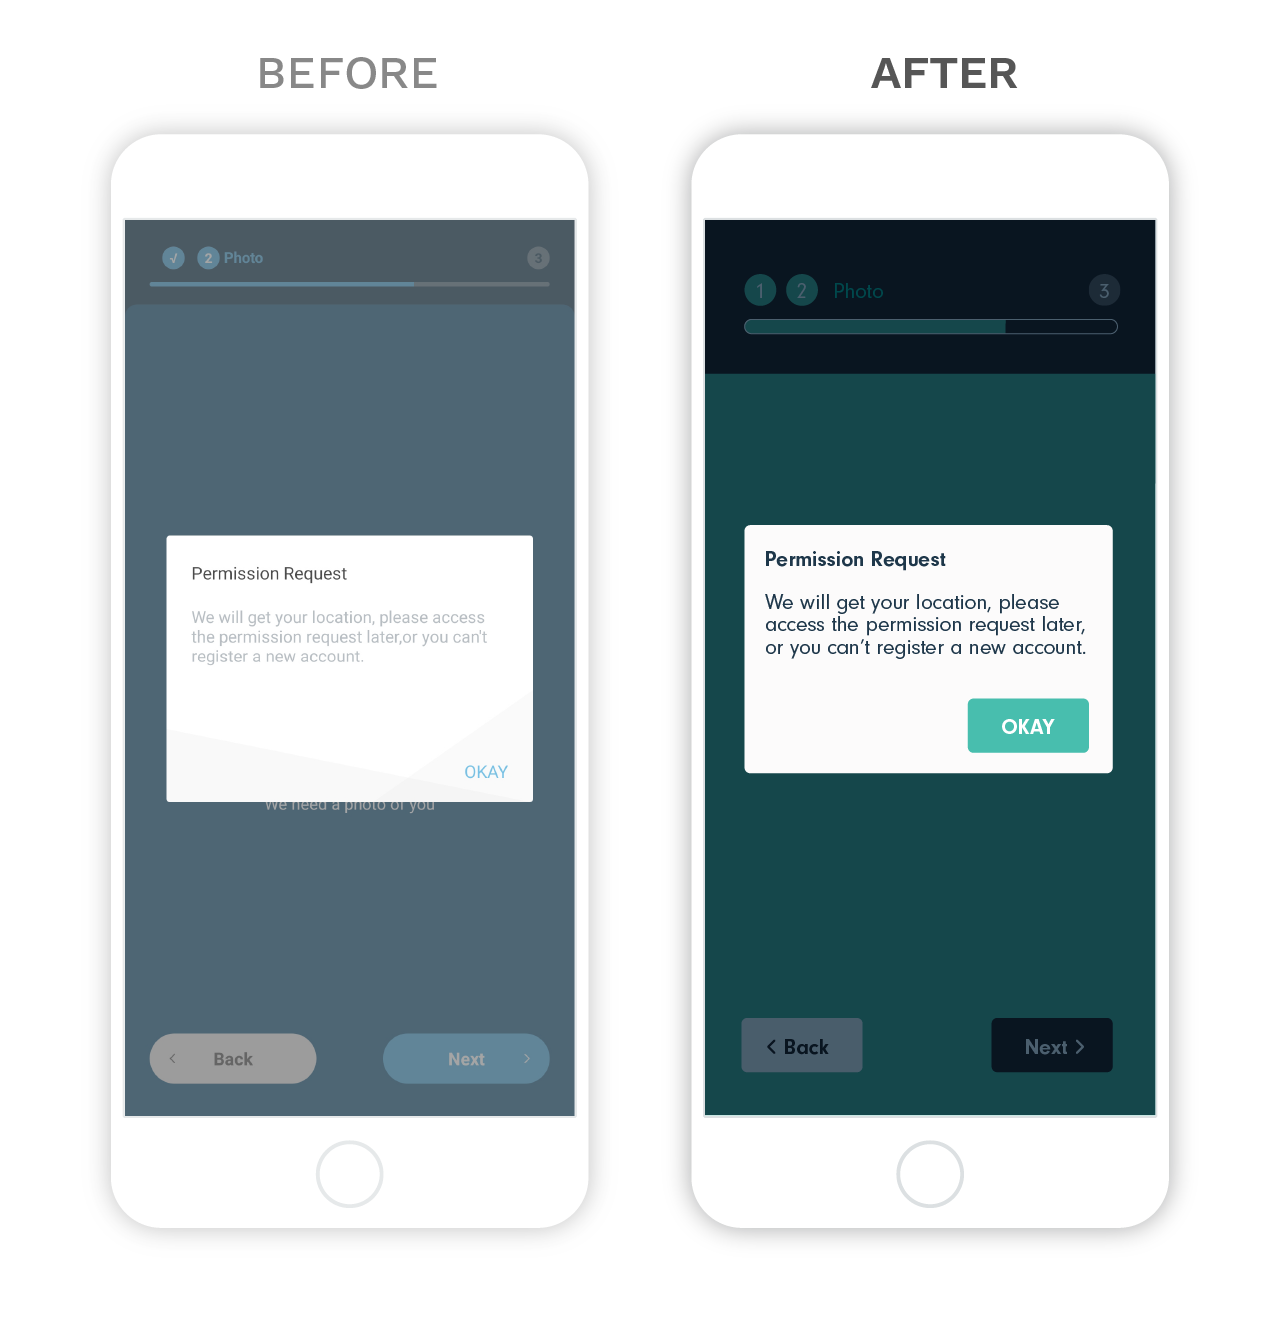 BEFORE
AFTER
√ 2 Photo 3
Permission Request
We will get your location, please access
the permission request later,or you can't
register a new account.
OKAY
We need a photo of you
Back
Next
1 2 Photo 3
Permission Request
We will get your location, please
access the permission request later,
or you can’t register a new account.
OKAY
Back
Next